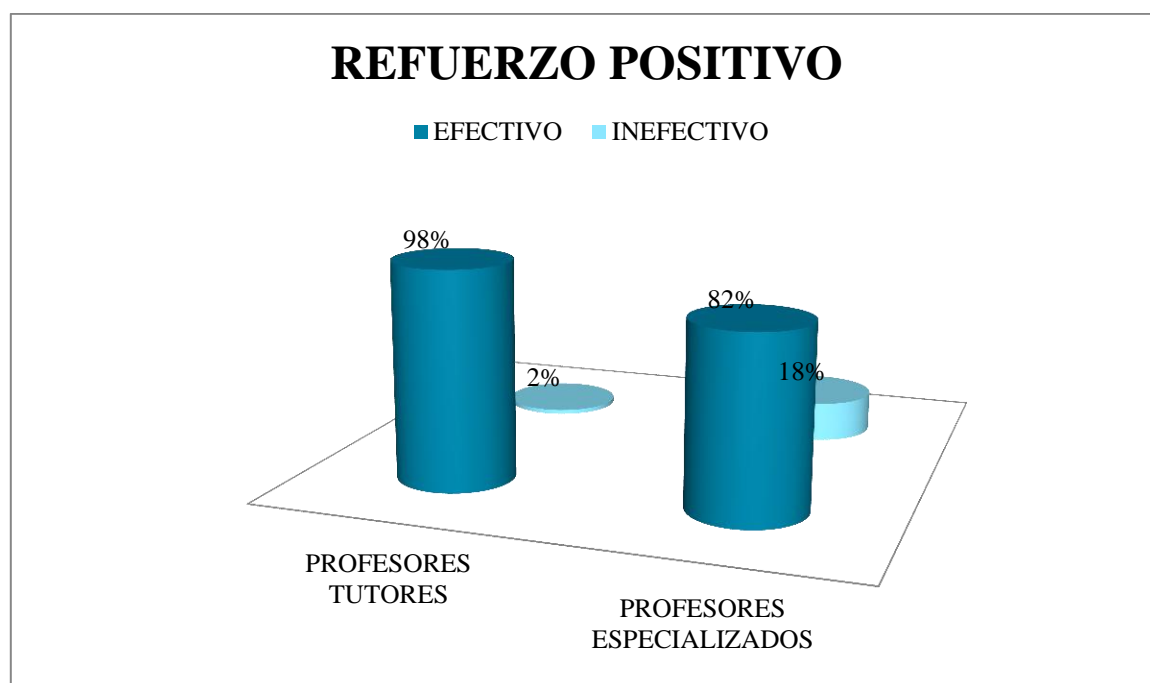 REFUERZO POSITIVO
EFECTIVO INEFECTIVO
98%
2%
82%
18%
PROFESORES
TUTORES
PROFESORES
ESPECIALIZADOS